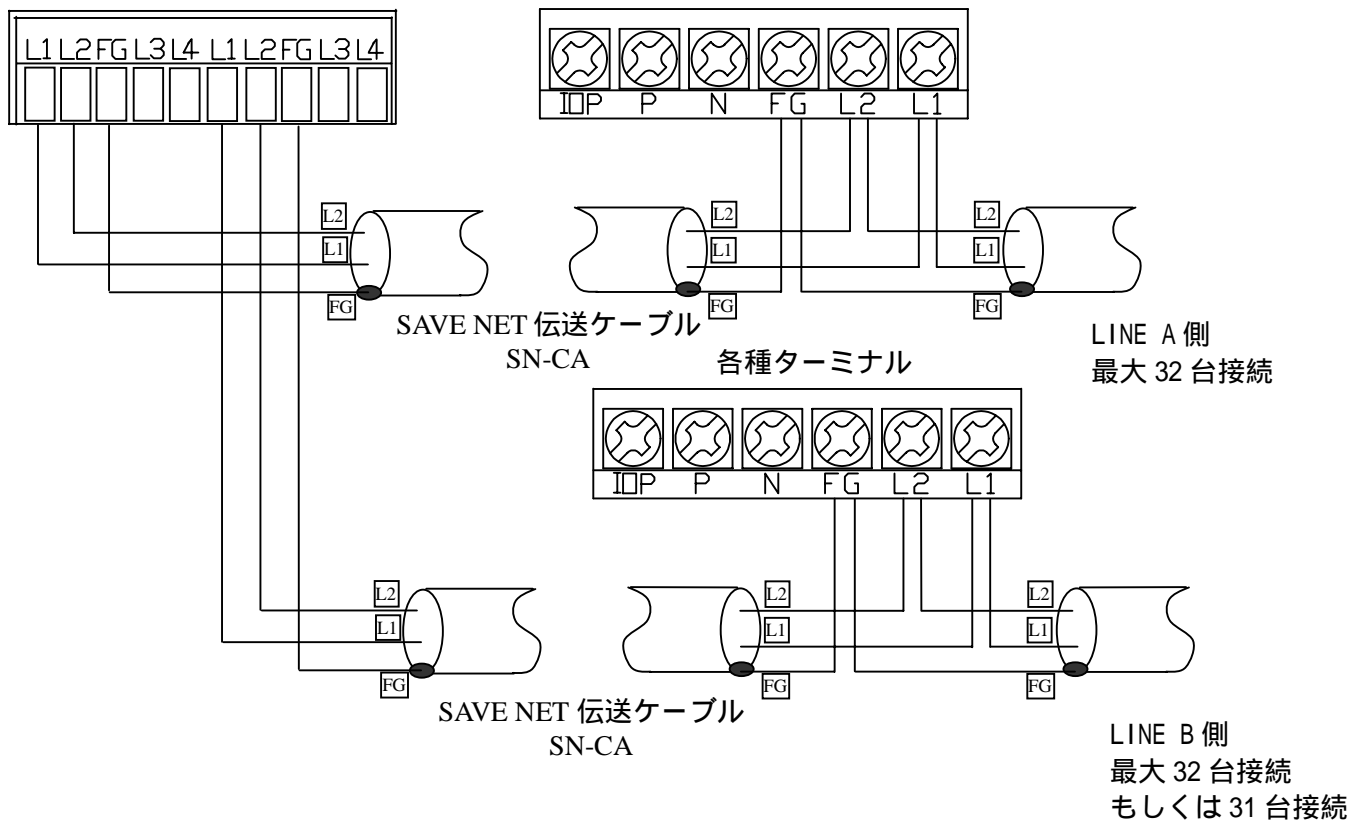 L1 L2 FG L3 L4 L1 L2 FG L3 L4
IOP P N FG L2 L1
L2
L1
FG
L2
L1
FG
L2
L1
FG
SAVE NET 伝送ケーブル
SN-CA
LINE A 側
最大 32 台接続
各種ターミナル
IOP P N FG L2 L1
L2
L1
FG
L2
L1
FG
L2
L1
FG
SAVE NET 伝送ケーブル
SN-CA
LINE B 側
最大 32 台接続
もしくは 31 台接続